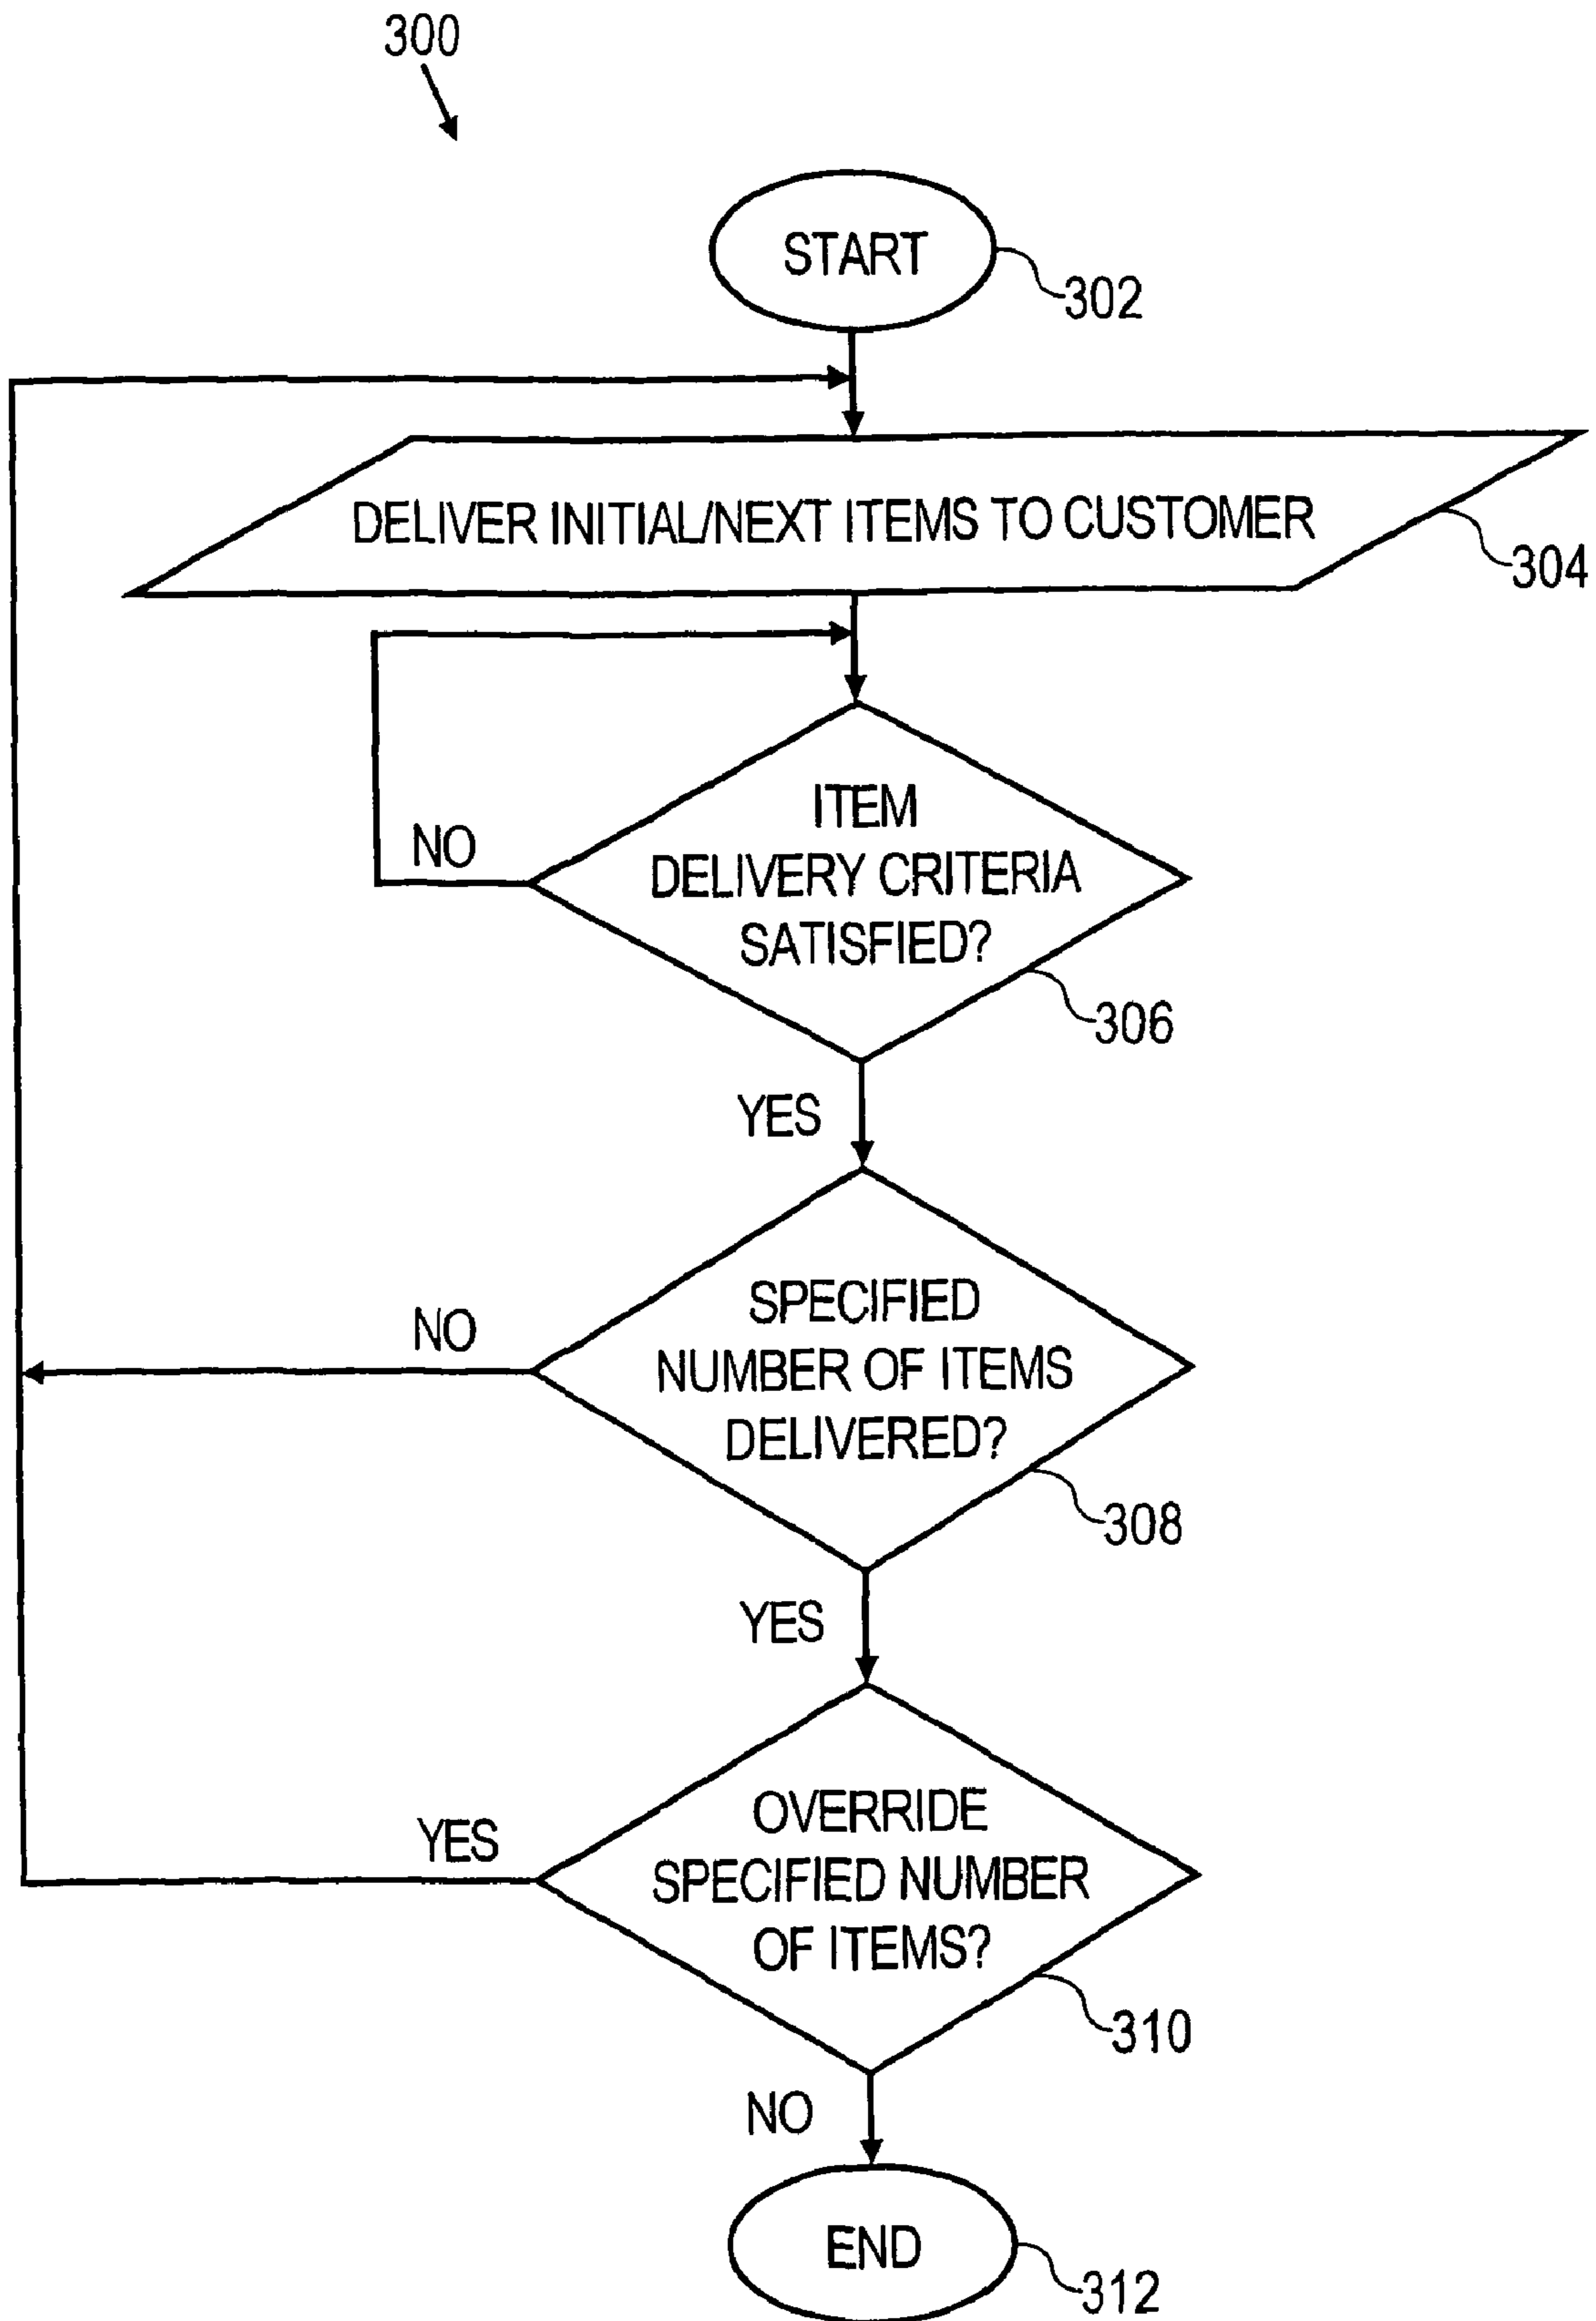 300
START
302
DELIVER INITIAL/NEXT ITEMS TO CUSTOMER
304
ITEM
DELIVERY CRITERIA
SATISFIED?
NO
306
YES
SPECIFIED
NUMBER OF ITEMS
DELIVERED?
NO
308
YES
OVERRIDE
SPECIFIED NUMBER
OF ITEMS?
YES
310
NO
END
312